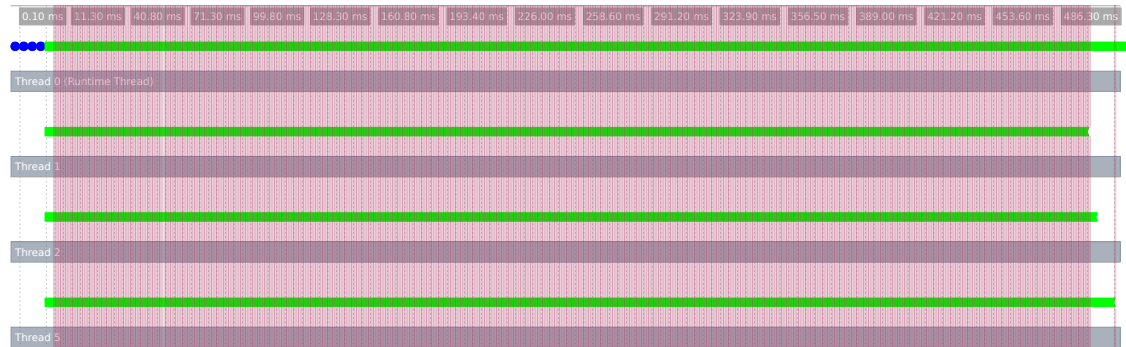 0.10 ms 11.30 ms 40.80 ms 71.30 ms 99.80 ms 128.30 ms 160.80 ms 193.40 ms 226.00 ms 258.60 ms 291.20 ms 323.90 ms 356.50 ms 389.00 ms 421.20 ms 453.60 ms 486.30 ms
Thread 0 (Runtime Thread)
Thread 1
Thread 2
Thread 5